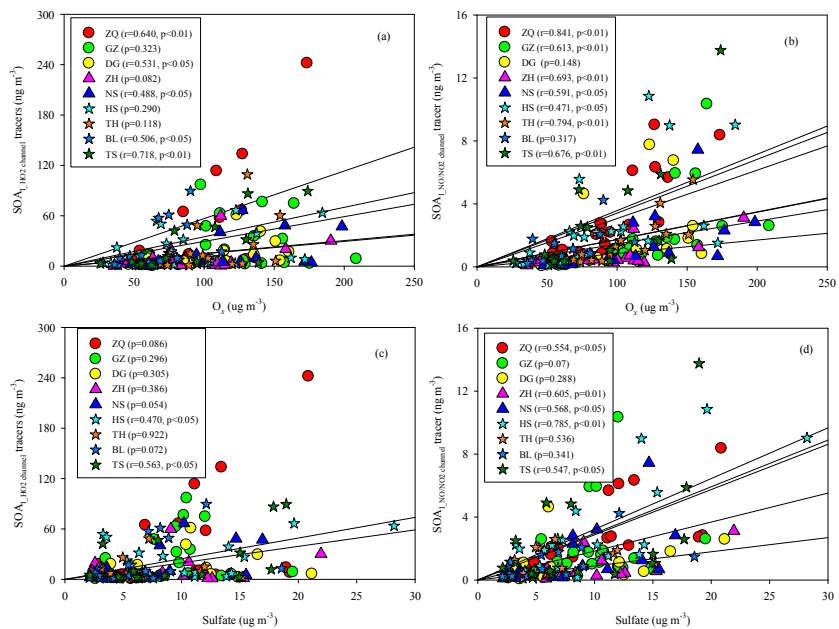 (a)
ZQ (r=0.640, p<0.01)
GZ (p=0.323)
DG (r=0.531, p<0.05)
ZH (p=0.082)
NS (r=0.488, p<0.05)
HS (p=0.290)
TH (p=0.118)
BL (r=0.506, p<0.05)
TS (r=0.718, p<0.01)
SOA_I_HO2 channel tracers (ng m-3)
300
240
180
120
60
0
0 50 100 150 200 250
Ox (ug m-3)
(b)
ZQ (r=0.841, p<0.01)
GZ (r=0.613, p<0.01)
DG (p=0.148)
ZH (r=0.693, p<0.01)
NS (r=0.591, p<0.05)
HS (r=0.471, p<0.05)
TH (r=0.794, p<0.01)
BL (p=0.317)
TS (r=0.676, p<0.01)
SOA_I_NO/NO2 channel tracer (ng m-3)
16
12
8
4
0
0 50 100 150 200 250
Ox (ug m-3)
(c)
ZQ (p=0.086)
GZ (p=0.296)
DG (p=0.305)
ZH (p=0.386)
NS (p=0.054)
HS (r=0.470, p<0.05)
TH (p=0.922)
BL (p=0.072)
TS (r=0.563, p<0.05)
SOA_I_HO2 channel tracers (ng m-3)
300
240
180
120
60
0
0 5 10 15 20 25 30
Sulfate (ug m-3)
(d)
ZQ (r=0.554, p<0.05)
GZ (p=0.07)
DG (p=0.288)
ZH (r=0.605, p=0.01)
NS (r=0.568, p<0.05)
HS (r=0.785, p<0.01)
TH (p=0.536)
BL (p=0.341)
TS (r=0.547, p<0.05)
SOA_I_NO/NO2 channel tracer (ng m-3)
16
12
8
4
0
0 5 10 15 20 25 30
Sulfate (ug m-3)